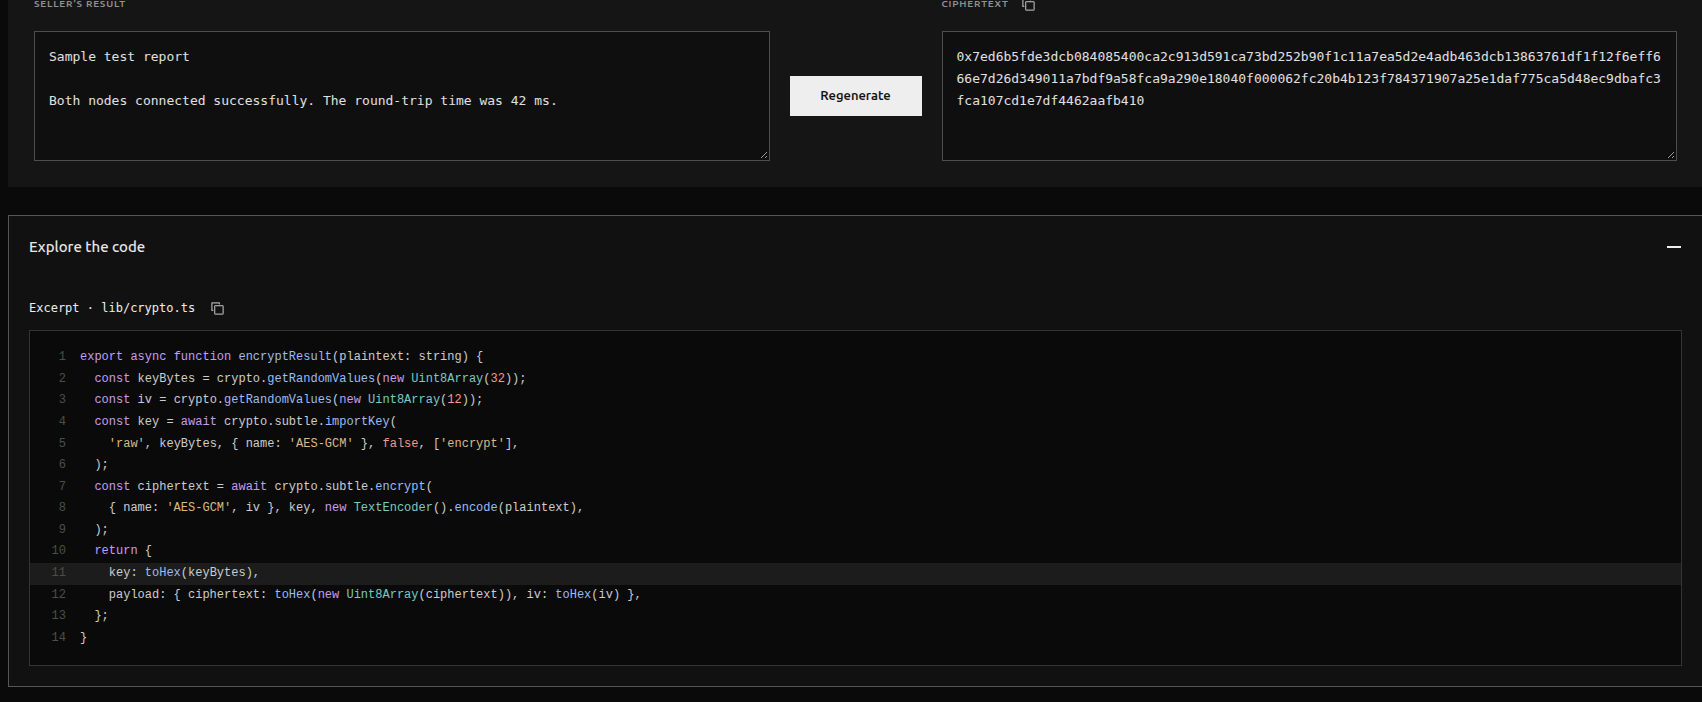 SELLER'S RESULT
CIPHERTEXT
Sample test report
Both nodes connected successfully. The round-trip time was 42 ms.
Regenerate
0x7ed6b5fde3dcb084085400ca2c913d591ca73bd252b90f1c11a7ea5d2e4adb463dcb13863761df1f12f6eff6
66e7d26d349011a7bdf9a58fca9a290e18040f000062fc20b4b123f784371907a25e1daf775ca5d48ec9dbafc3
fca107cd1e7df4462aafb410
Explore the code
Excerpt · lib/crypto.ts
1 export async function encryptResult(plaintext: string) {
2   const keyBytes = crypto.getRandomValues(new Uint8Array(32));
3   const iv = crypto.getRandomValues(new Uint8Array(12));
4   const key = await crypto.subtle.importKey(
5     'raw', keyBytes, { name: 'AES-GCM' }, false, ['encrypt'],
6   );
7   const ciphertext = await crypto.subtle.encrypt(
8     { name: 'AES-GCM', iv }, key, new TextEncoder().encode(plaintext),
9   );
10   return {
11     key: toHex(keyBytes),
12     payload: { ciphertext: toHex(new Uint8Array(ciphertext)), iv: toHex(iv) },
13   };
14 }